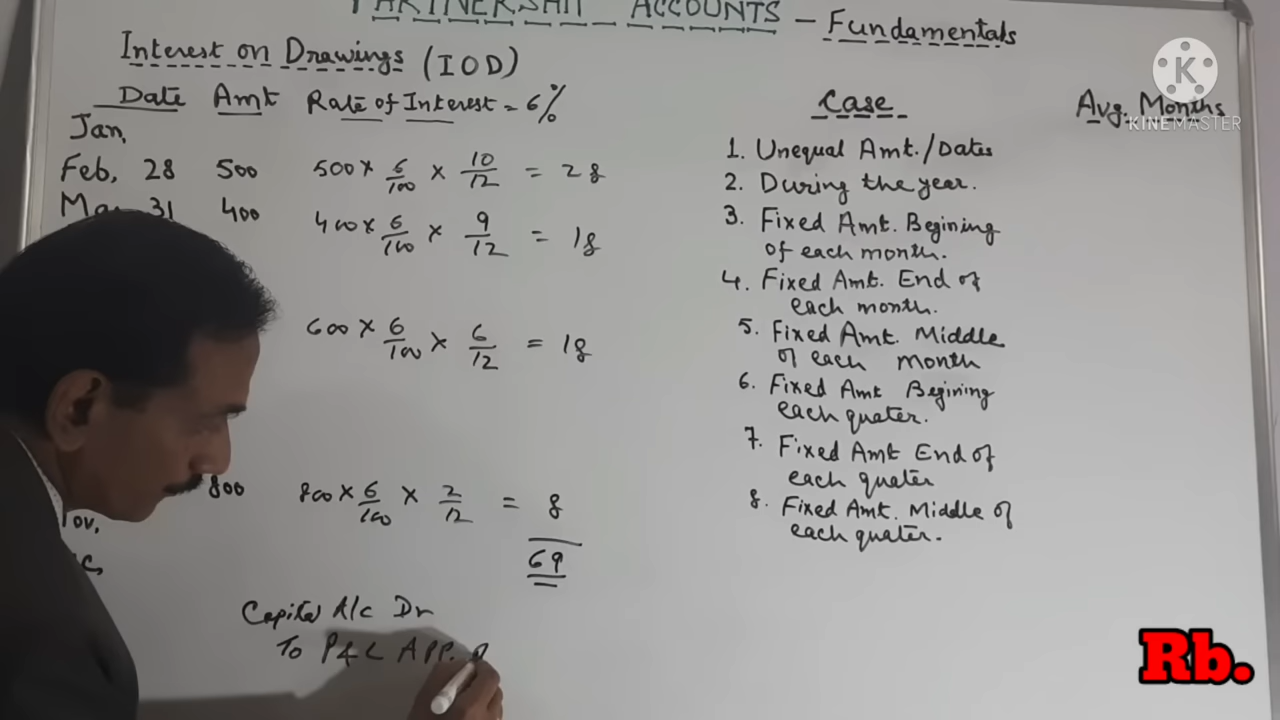 PARTNERSHIP ACCOUNTS - Fundamentals
Interest on Drawings (IOD)
Date Amt Rate of Interest = 6%
Jan,
Feb, 28 500 500 × 6/100 × 10/12 = 28
Mar 31 400 400 × 6/100 × 9/12 = 18
600 × 6/100 × 6/12 = 18
800 800 × 6/100 × 2/12 = 8
69
Capital A/c Dr
To P&L APP.
Case Avg. Months
1. Unequal Amt./Dates
2. During the year.
3. Fixed Amt. Begining
of each month.
4. Fixed Amt. End of
each month.
5. Fixed Amt. Middle
of each month
6. Fixed Amt Begining
each quater.
7. Fixed Amt End of
each quater
8. Fixed Amt. Middle of
each quater.
K
KINEMASTER
Rb.